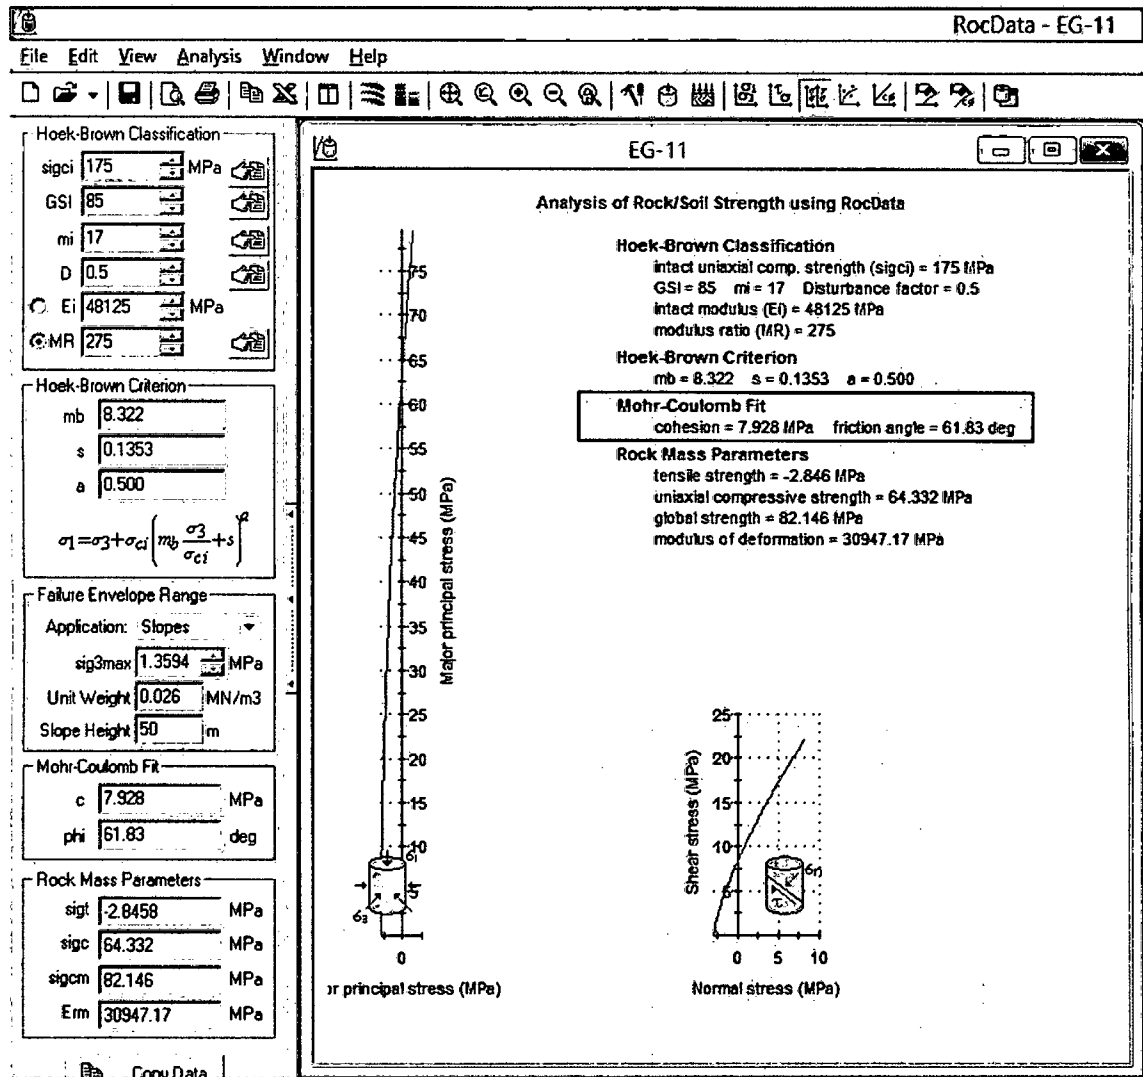 RocData - EG-11
File Edit View Analysis Window Help
Hoek-Brown Classification
sigci 175 MPa
GSI 85
mi 17
D 0.5
Ei 48125 MPa
MR 275
Hoek-Brown Criterion
mb 8.322
s 0.1353
a 0.500
σ1=σ3+σci(mb σ3/σci+s)^a
Failure Envelope Range
Application: Slopes
sig3max 1.3594 MPa
Unit Weight 0.026 MN/m3
Slope Height 50 m
Mohr-Coulomb Fit
c 7.928 MPa
phi 61.83 deg
Rock Mass Parameters
sigt -2.8458 MPa
sigc 64.332 MPa
sigcm 82.146 MPa
Erm 30947.17 MPa
Copy Data
EG-11
Analysis of Rock/Soil Strength using RocData
Hoek-Brown Classification
intact uniaxial comp. strength (sigci) = 175 MPa
GSI = 85 mi = 17 Disturbance factor = 0.5
intact modulus (Ei) = 48125 MPa
modulus ratio (MR) = 275
Hoek-Brown Criterion
mb = 8.322 s = 0.1353 a = 0.500
Mohr-Coulomb Fit
cohesion = 7.928 MPa friction angle = 61.83 deg
Rock Mass Parameters
tensile strength = -2.846 MPa
uniaxial compressive strength = 64.332 MPa
global strength = 82.146 MPa
modulus of deformation = 30947.17 MPa
75
70
65
60
55
50
45
40
35
30
25
20
15
10
Major principal stress (MPa)
σ1
σ3
0
or principal stress (MPa)
25
20
15
10
5
Shear stress (MPa)
σn
τ
0 5 10
Normal stress (MPa)